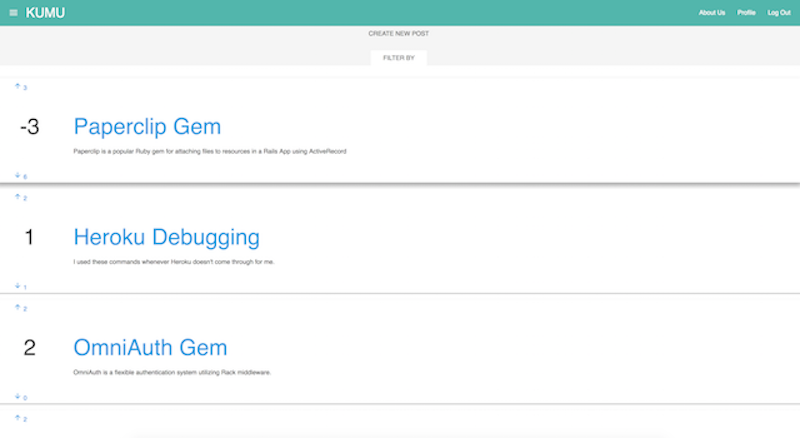 KUMU
About Us Profile Log Out
CREATE NEW POST
FILTER BY
3
-3
Paperclip Gem
Paperclip is a popular Ruby gem for attaching files to resources in a Rails App using ActiveRecord
6
2
1
Heroku Debugging
I used these commands whenever Heroku doesn't come through for me.
1
2
2
OmniAuth Gem
OmniAuth is a flexible authentication system utilizing Rack middleware.
0
2